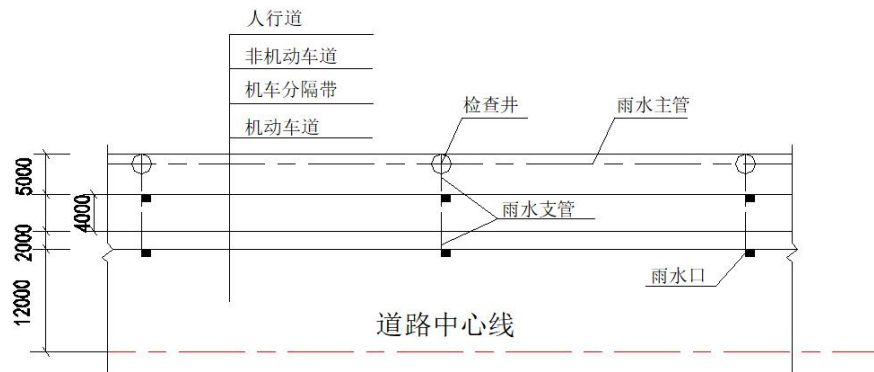 人行道
非机动车道
机车分隔带
机动车道
检查井
雨水主管
5000
4000
雨水支管
2000
雨水口
12000
道路中心线